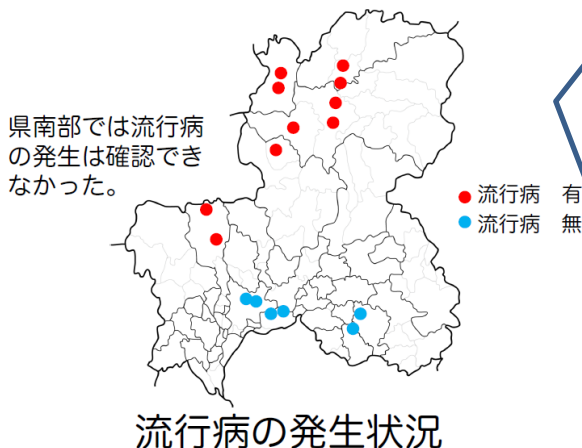 県南部では流行病
の発生は確認でき
なかった。
流行病　有
流行病　無
流行病の発生状況